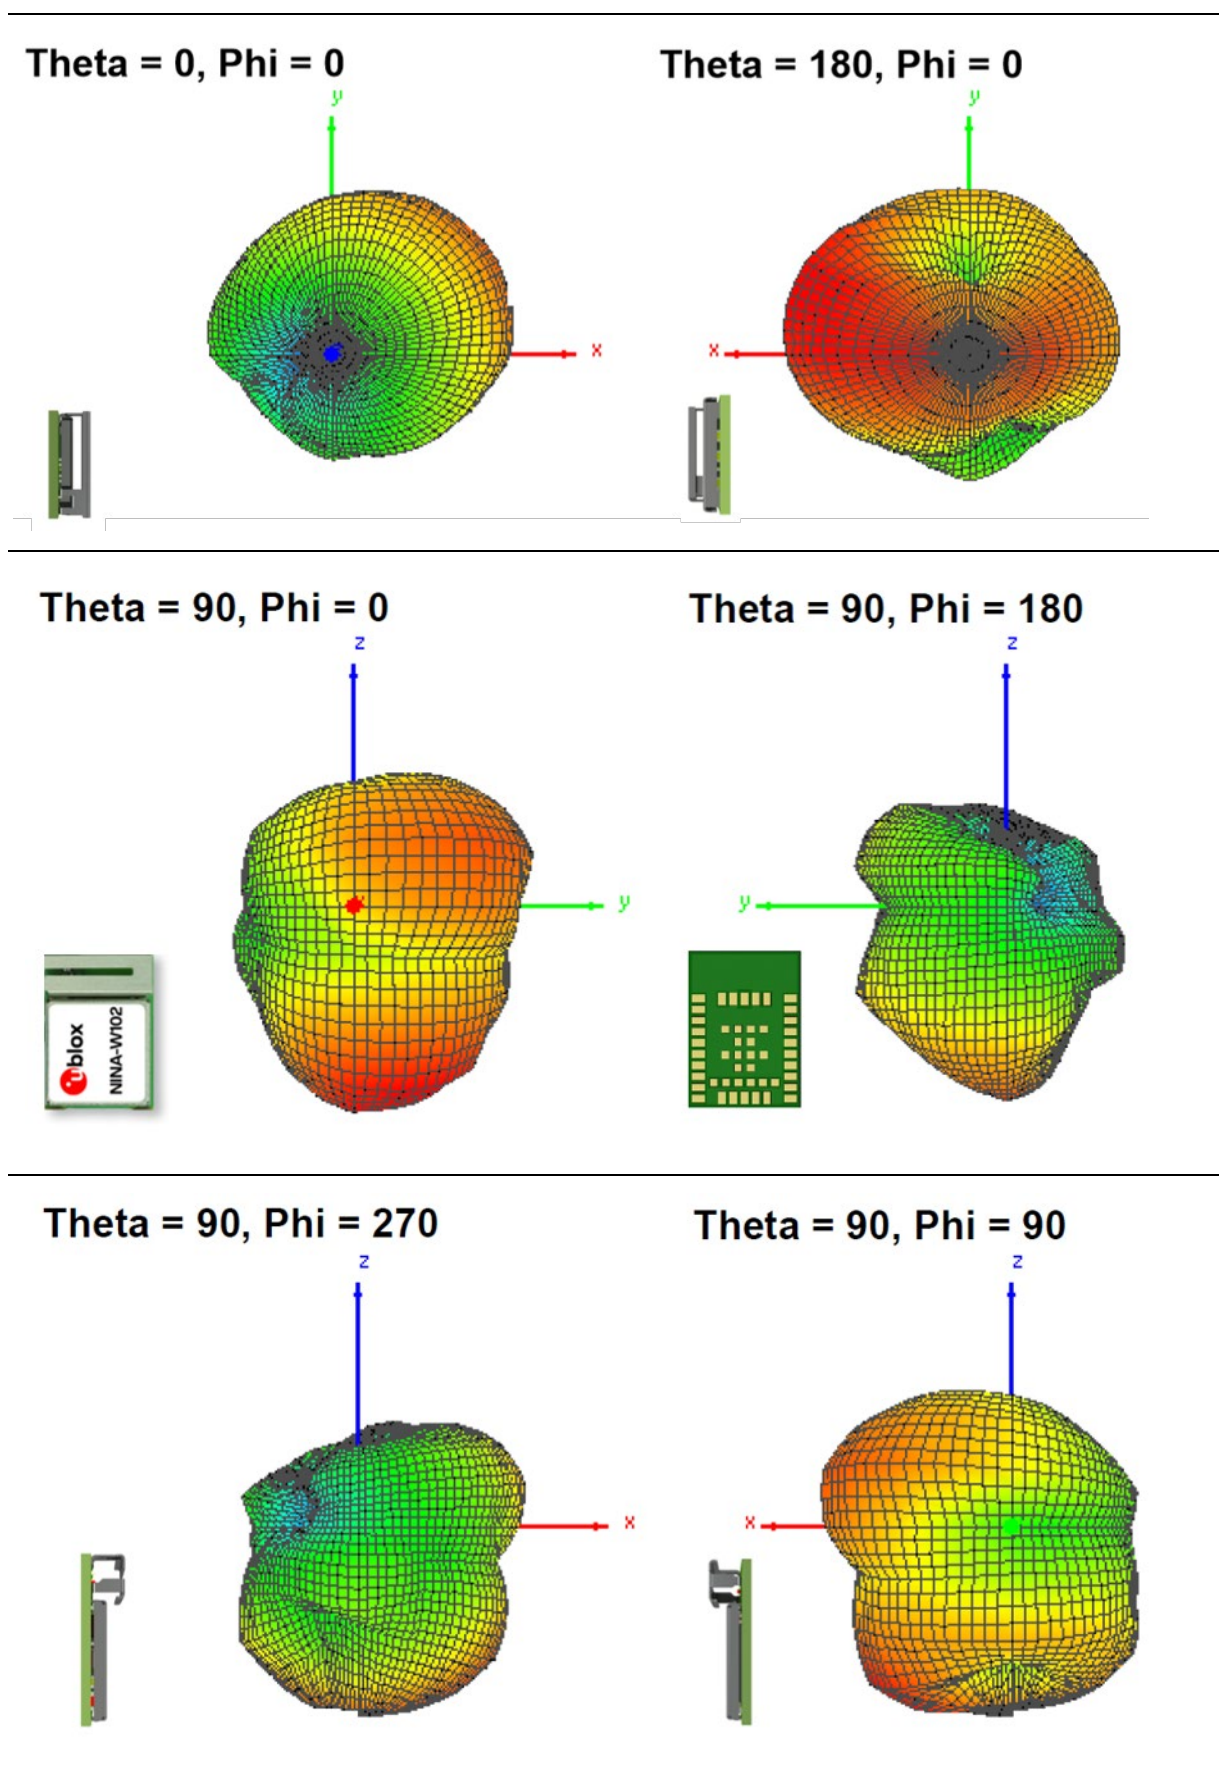 Theta = 0, Phi = 0
Theta = 180, Phi = 0
y
y
x
x
Theta = 90, Phi = 0
Theta = 90, Phi = 180
z
z
y
y
ublox
NINA-W102
Theta = 90, Phi = 270
Theta = 90, Phi = 90
z
z
x
x